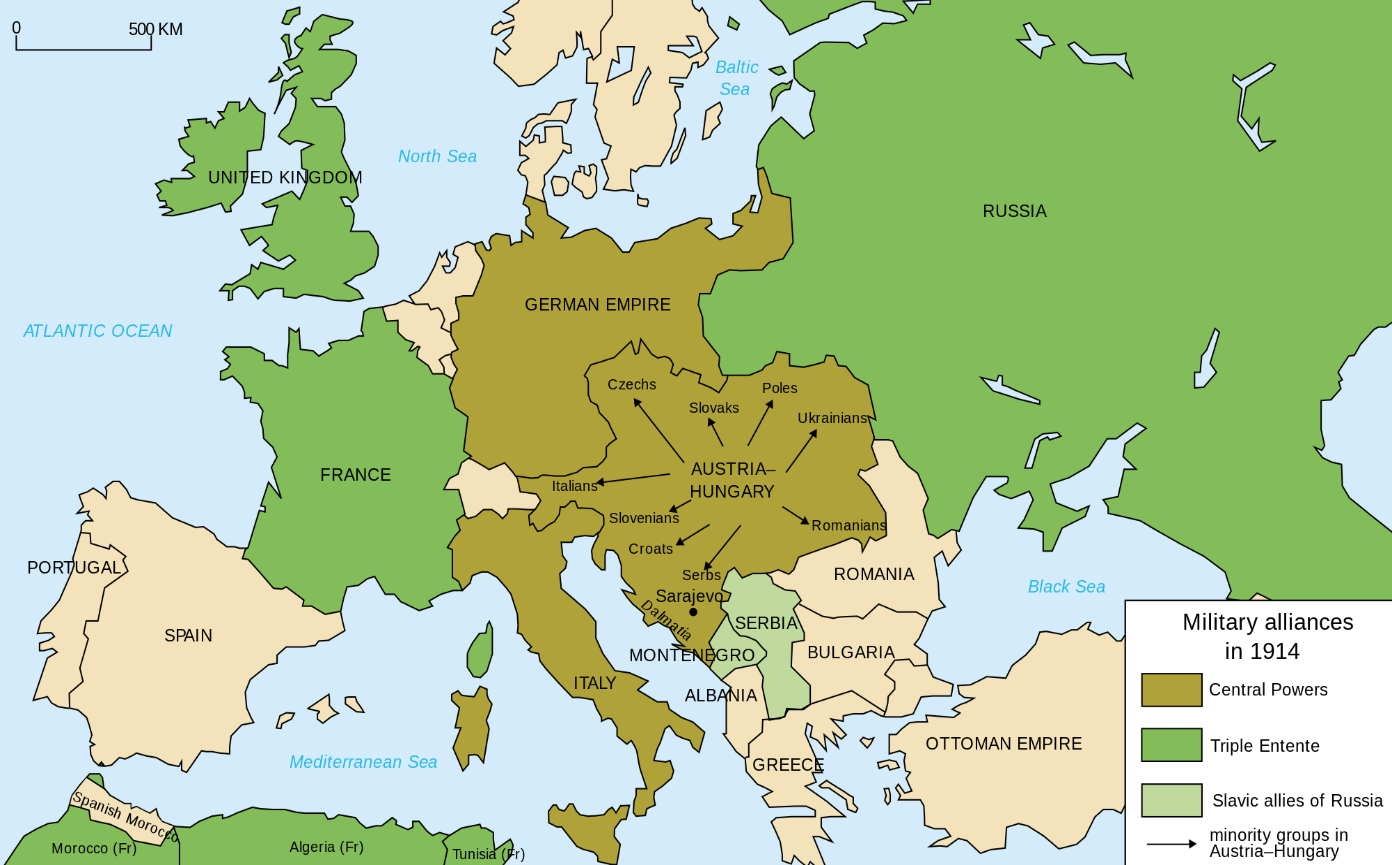 0
500 KM
Baltic
Sea
North Sea
UNITED KINGDOM
RUSSIA
GERMAN EMPIRE
ATLANTIC OCEAN
Czechs
Poles
Slovaks
Ukrainians
FRANCE
AUSTRIA–
HUNGARY
Italians
Slovenians
Romanians
Croats
PORTUGAL
Serbs
ROMANIA
Black Sea
Sarajevo
Dalmatia
SERBIA
SPAIN
MONTENEGRO
BULGARIA
ITALY
ALBANIA
OTTOMAN EMPIRE
Mediterranean Sea
GREECE
Spanish Morocco
Morocco (Fr)
Algeria (Fr)
Tunisia (Fr)
Military alliances
in 1914
Central Powers
Triple Entente
Slavic allies of Russia
minority groups in
Austria–Hungary